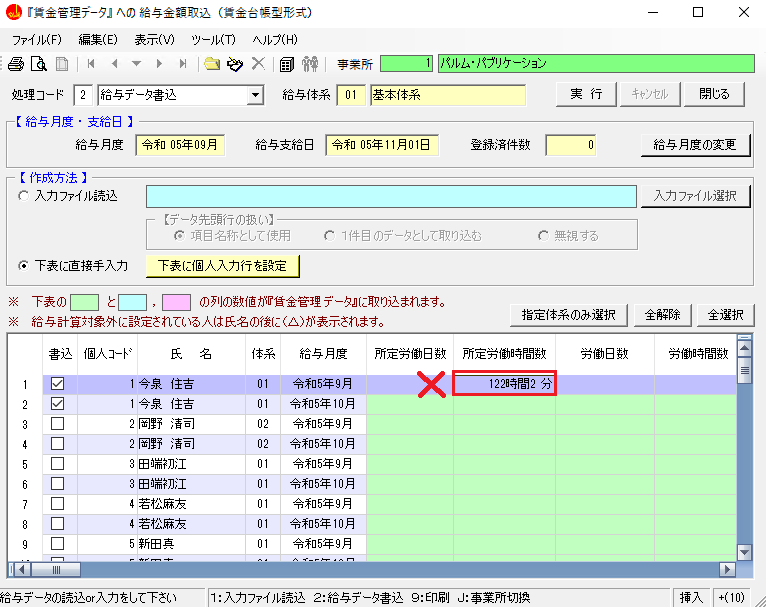 『賃金管理データ』への 給与金額取込（賃金台帳型形式）
ファイル(F) 編集(E) 表示(V) ツール(T) ヘルプ(H)
事業所 1 パルム・パブリケーション
処理コード 2 給与データ書込 給与体系 01 基本体系 実 行 キャンセル 閉じる
【 給与月度・支給日 】
給与月度 令和 05年09月 給与支給日 令和 05年11月01日 登録済件数 0 給与月度の変更
【 作成方法 】
入力ファイル読込 入力ファイル選択
【データ先頭行の扱い】
項目名称として使用 1件目のデータとして取り込む 無視する
下表に直接手入力 下表に個人入力行を設定
※ 下表の と , の列の数値が『賃金管理データ』に取り込まれます。
※ 給与計算対象外に設定されている人は氏名の後に〈△〉が表示されます。
指定体系のみ選択 全解除 全選択
書込 個人コード 氏 名 体系 給与月度 所定労働日数 所定労働時間数 労働日数 労働時間数
1 1 今泉 住吉 01 令和5年9月 122時間2 分
2 1 今泉 住吉 01 令和5年10月
3 2 岡野 清司 02 令和5年9月
4 2 岡野 清司 02 令和5年10月
5 3 田端初江 01 令和5年9月
6 3 田端初江 01 令和5年10月
7 4 若松麻友 01 令和5年9月
8 4 若松麻友 01 令和5年10月
9 5 新田真 01 令和5年9月
給与データの読込or入力をして下さい 1:入力ファイル読込 2:給与データ書込 9:印刷 J:事業所切換 挿入 +(10)